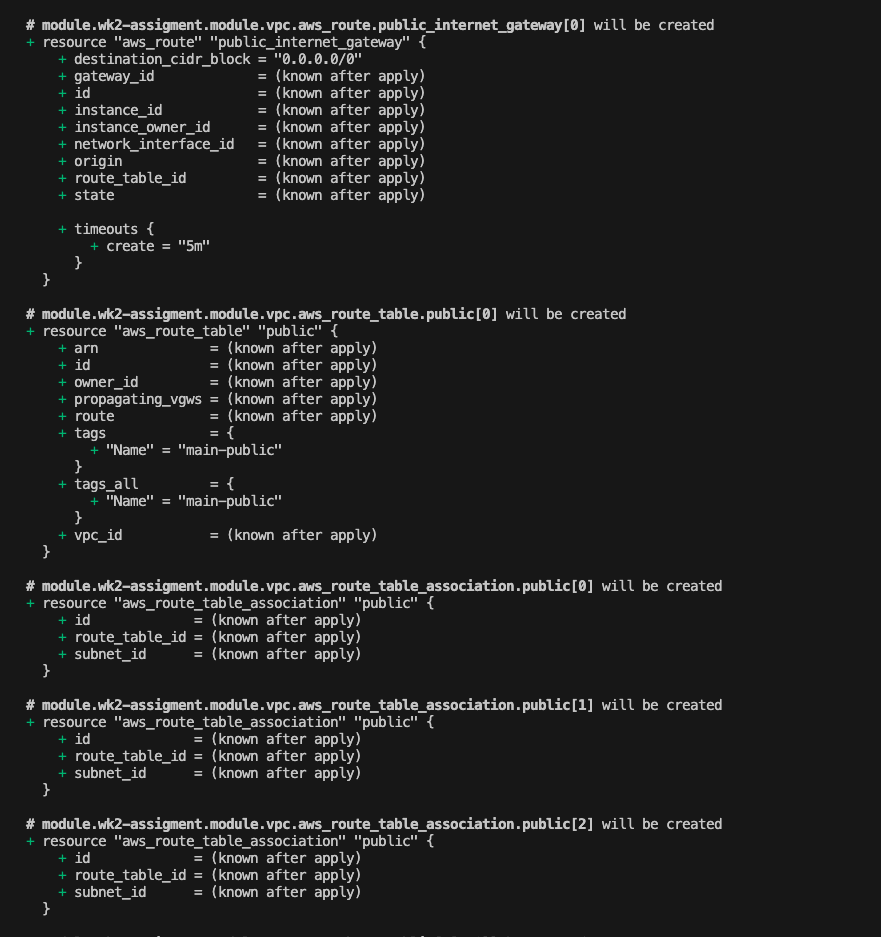 # module.wk2-assigment.module.vpc.aws_route.public_internet_gateway[0] will be created
+ resource "aws_route" "public_internet_gateway" {
+ destination_cidr_block = "0.0.0.0/0"
+ gateway_id = (known after apply)
+ id = (known after apply)
+ instance_id = (known after apply)
+ instance_owner_id = (known after apply)
+ network_interface_id = (known after apply)
+ origin = (known after apply)
+ route_table_id = (known after apply)
+ state = (known after apply)
+ timeouts {
+ create = "5m"
}
}
# module.wk2-assigment.module.vpc.aws_route_table.public[0] will be created
+ resource "aws_route_table" "public" {
+ arn = (known after apply)
+ id = (known after apply)
+ owner_id = (known after apply)
+ propagating_vgws = (known after apply)
+ route = (known after apply)
+ tags = {
+ "Name" = "main-public"
}
+ tags_all = {
+ "Name" = "main-public"
}
+ vpc_id = (known after apply)
}
# module.wk2-assigment.module.vpc.aws_route_table_association.public[0] will be created
+ resource "aws_route_table_association" "public" {
+ id = (known after apply)
+ route_table_id = (known after apply)
+ subnet_id = (known after apply)
}
# module.wk2-assigment.module.vpc.aws_route_table_association.public[1] will be created
+ resource "aws_route_table_association" "public" {
+ id = (known after apply)
+ route_table_id = (known after apply)
+ subnet_id = (known after apply)
}
# module.wk2-assigment.module.vpc.aws_route_table_association.public[2] will be created
+ resource "aws_route_table_association" "public" {
+ id = (known after apply)
+ route_table_id = (known after apply)
+ subnet_id = (known after apply)
}